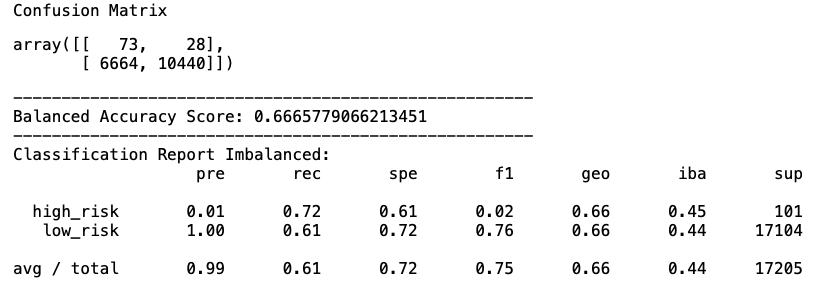 Confusion Matrix
array([[   73,    28],
       [ 6664, 10440]])
------------------------------------------------------
Balanced Accuracy Score: 0.6665779066213451
------------------------------------------------------
Classification Report Imbalanced:
                   pre       rec       spe        f1       geo       iba       sup
  high_risk       0.01      0.72      0.61      0.02      0.66      0.45       101
   low_risk       1.00      0.61      0.72      0.76      0.66      0.44     17104
avg / total       0.99      0.61      0.72      0.75      0.66      0.44     17205